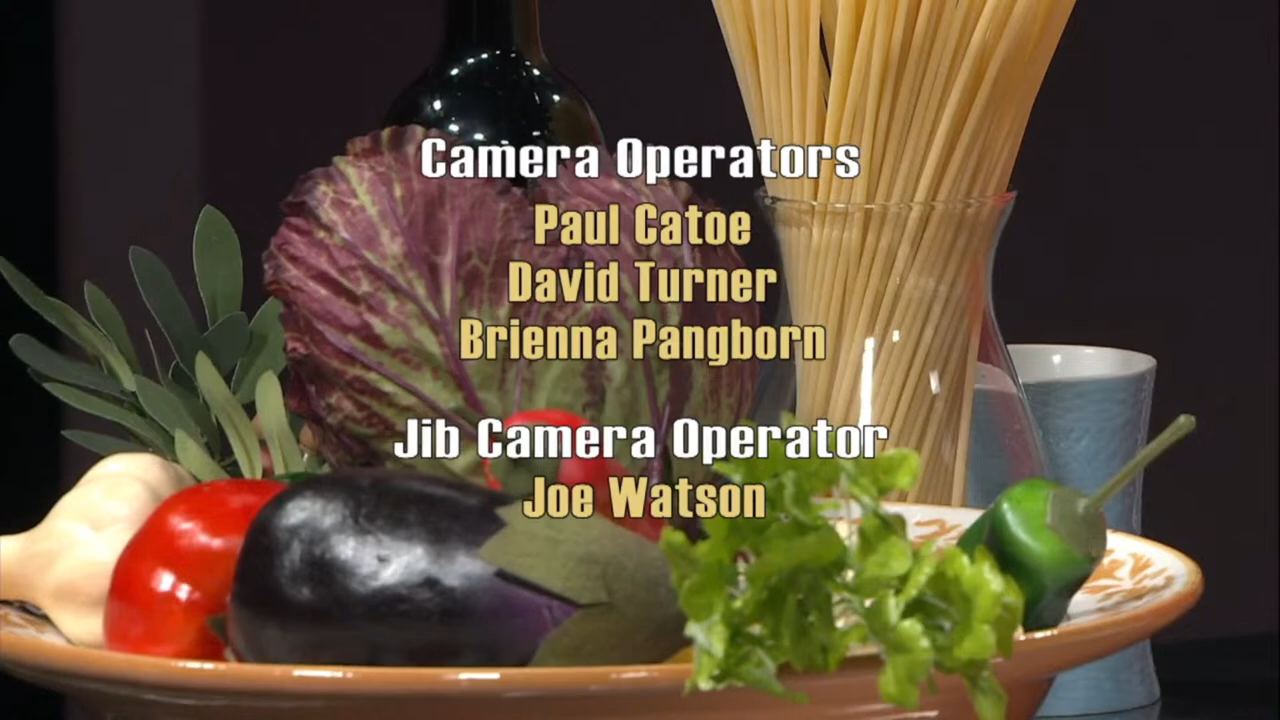 Camera Operators
Paul Catoe
David Turner
Brienna Pangborn
Jib Camera Operator
Joe Watson